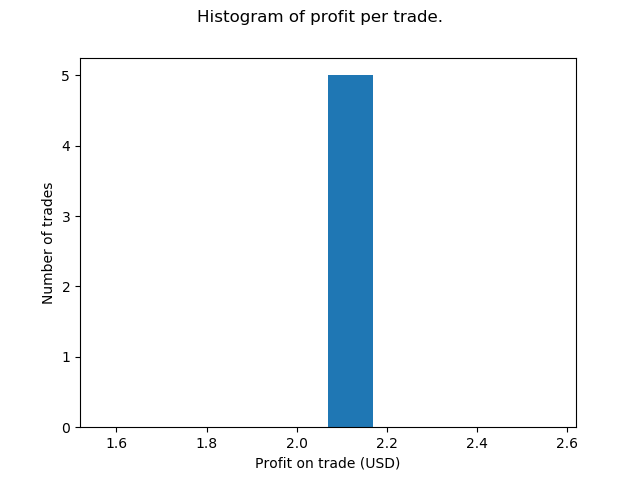 Histogram of profit per trade.
5
4
3
2
1
0
Number of trades
1.6 1.8 2.0 2.2 2.4 2.6
Profit on trade (USD)